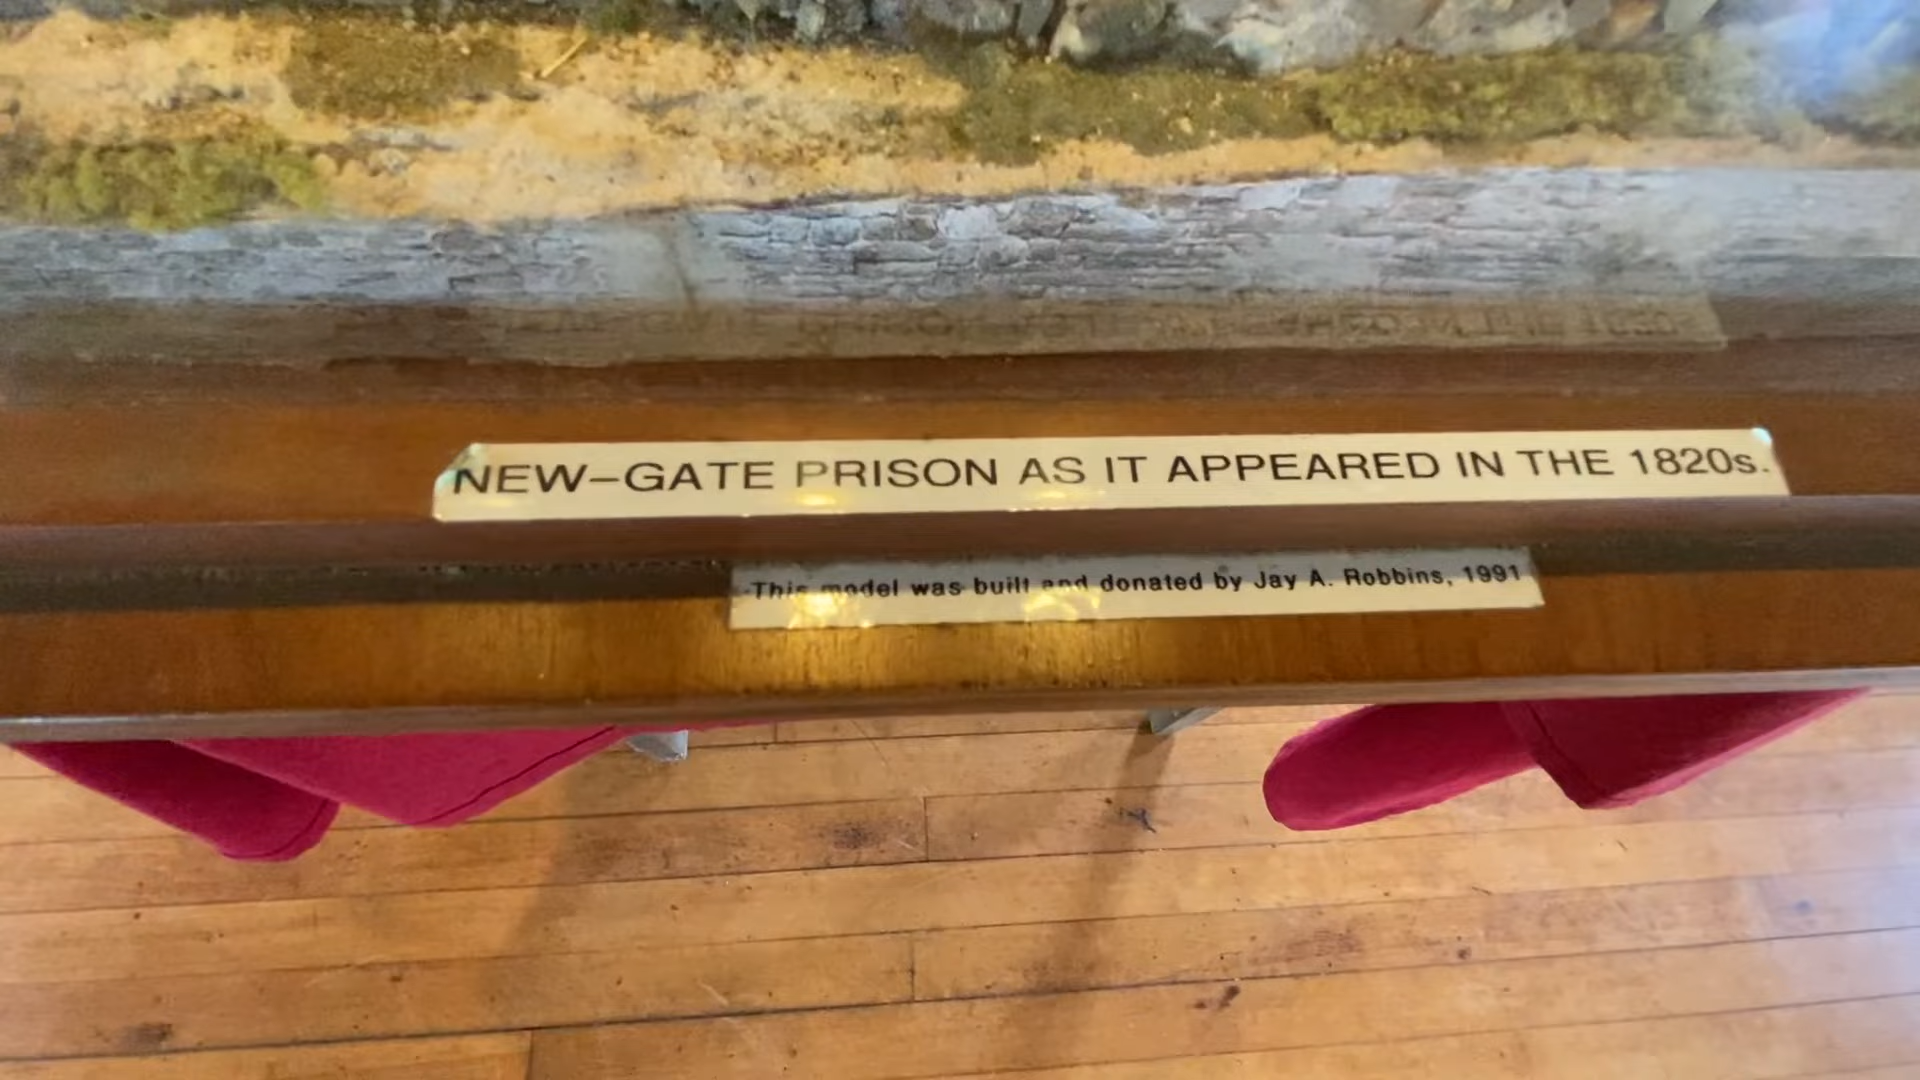 NEW-GATE PRISON AS IT APPEARED IN THE 1820s.
This model was built and donated by Jay A. Robbins, 1991